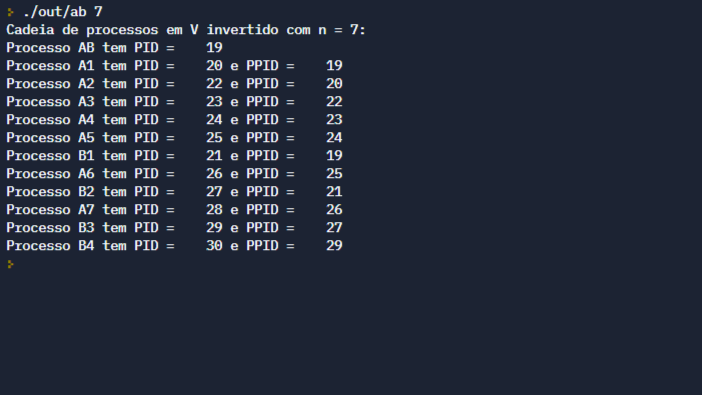 > ./out/ab 7
Cadeia de processos em V invertido com n = 7:
Processo AB tem PID =    19
Processo A1 tem PID =    20 e PPID =    19
Processo A2 tem PID =    22 e PPID =    20
Processo A3 tem PID =    23 e PPID =    22
Processo A4 tem PID =    24 e PPID =    23
Processo A5 tem PID =    25 e PPID =    24
Processo B1 tem PID =    21 e PPID =    19
Processo A6 tem PID =    26 e PPID =    25
Processo B2 tem PID =    27 e PPID =    21
Processo A7 tem PID =    28 e PPID =    26
Processo B3 tem PID =    29 e PPID =    27
Processo B4 tem PID =    30 e PPID =    29
>